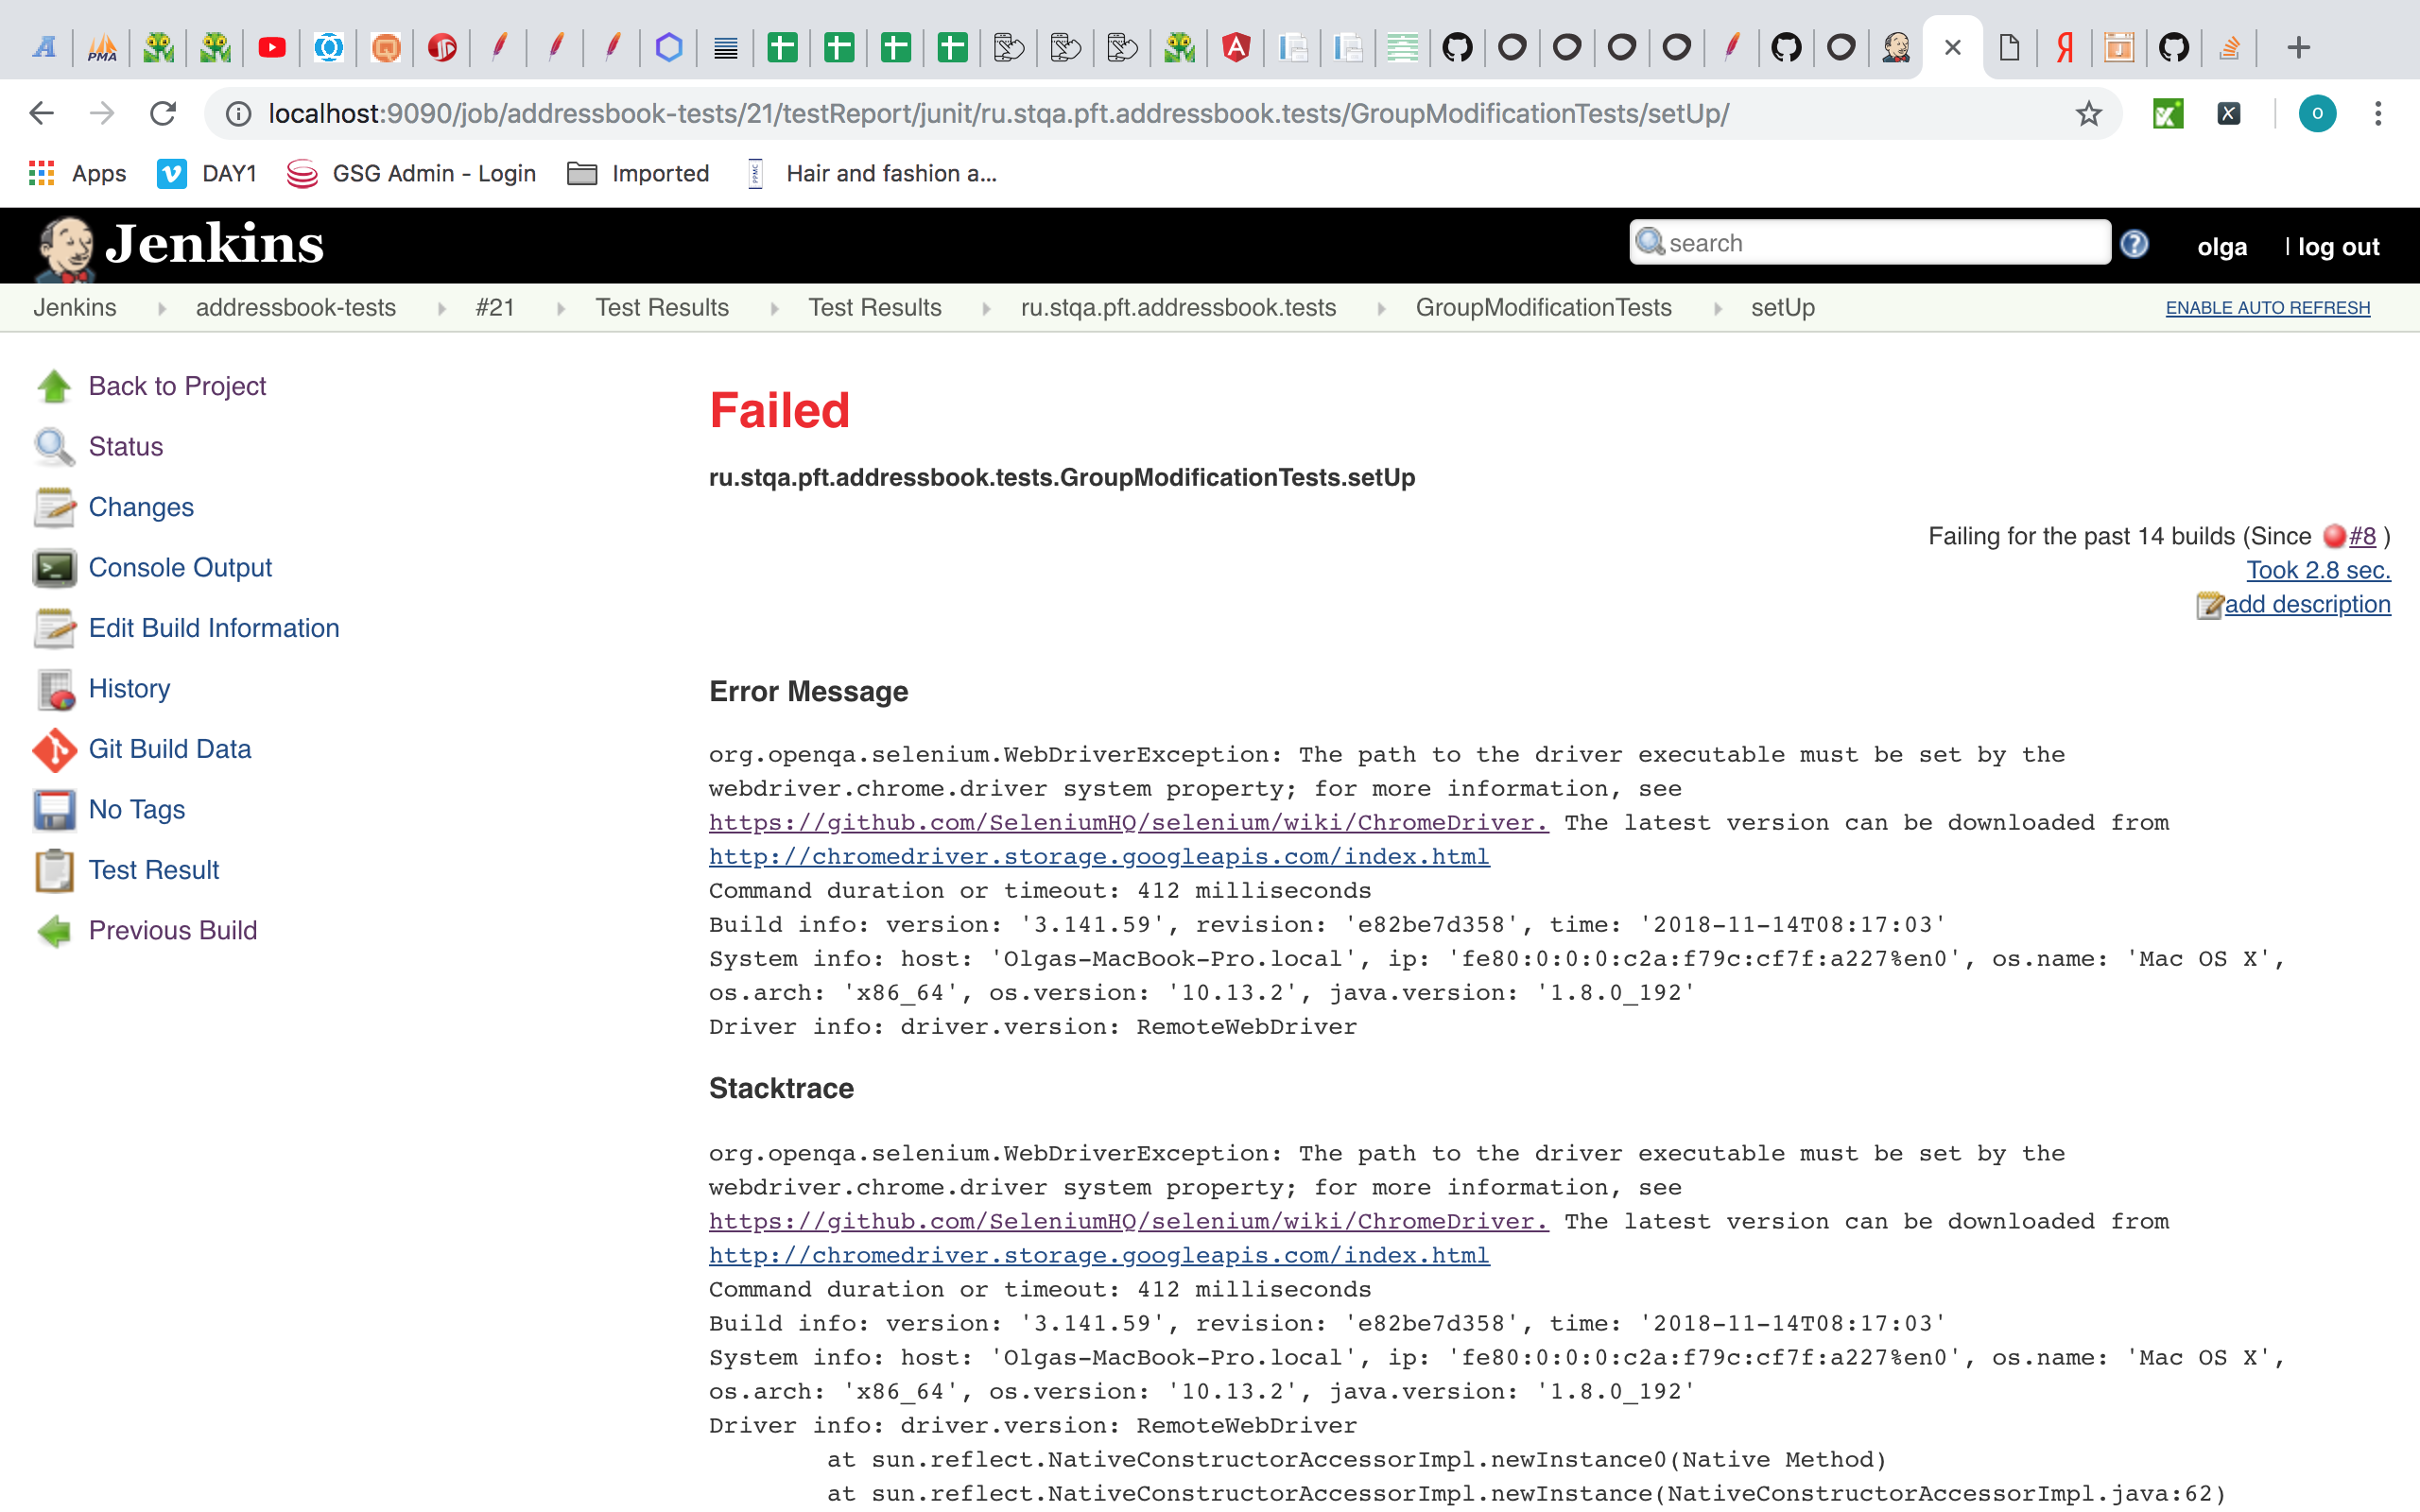 PMA
localhost:9090/job/addressbook-tests/21/testReport/junit/ru.stqa.pft.addressbook.tests/GroupModificationTests/setUp/
Apps DAY1 GSG Admin - Login Imported Hair and fashion a...
Jenkins search olga | log out
Jenkins addressbook-tests #21 Test Results Test Results ru.stqa.pft.addressbook.tests GroupModificationTests setUp ENABLE AUTO REFRESH
Back to Project
Status
Changes
Console Output
Edit Build Information
History
Git Build Data
No Tags
Test Result
Previous Build
Failed
ru.stqa.pft.addressbook.tests.GroupModificationTests.setUp
Failing for the past 14 builds (Since #8 )
Took 2.8 sec.
add description
Error Message
org.openqa.selenium.WebDriverException: The path to the driver executable must be set by the
webdriver.chrome.driver system property; for more information, see
https://github.com/SeleniumHQ/selenium/wiki/ChromeDriver. The latest version can be downloaded from
http://chromedriver.storage.googleapis.com/index.html
Command duration or timeout: 412 milliseconds
Build info: version: '3.141.59', revision: 'e82be7d358', time: '2018-11-14T08:17:03'
System info: host: 'Olgas-MacBook-Pro.local', ip: 'fe80:0:0:0:c2a:f79c:cf7f:a227%en0', os.name: 'Mac OS X',
os.arch: 'x86_64', os.version: '10.13.2', java.version: '1.8.0_192'
Driver info: driver.version: RemoteWebDriver
Stacktrace
org.openqa.selenium.WebDriverException: The path to the driver executable must be set by the
webdriver.chrome.driver system property; for more information, see
https://github.com/SeleniumHQ/selenium/wiki/ChromeDriver. The latest version can be downloaded from
http://chromedriver.storage.googleapis.com/index.html
Command duration or timeout: 412 milliseconds
Build info: version: '3.141.59', revision: 'e82be7d358', time: '2018-11-14T08:17:03'
System info: host: 'Olgas-MacBook-Pro.local', ip: 'fe80:0:0:0:c2a:f79c:cf7f:a227%en0', os.name: 'Mac OS X',
os.arch: 'x86_64', os.version: '10.13.2', java.version: '1.8.0_192'
Driver info: driver.version: RemoteWebDriver
at sun.reflect.NativeConstructorAccessorImpl.newInstance0(Native Method)
at sun.reflect.NativeConstructorAccessorImpl.newInstance(NativeConstructorAccessorImpl.java:62)